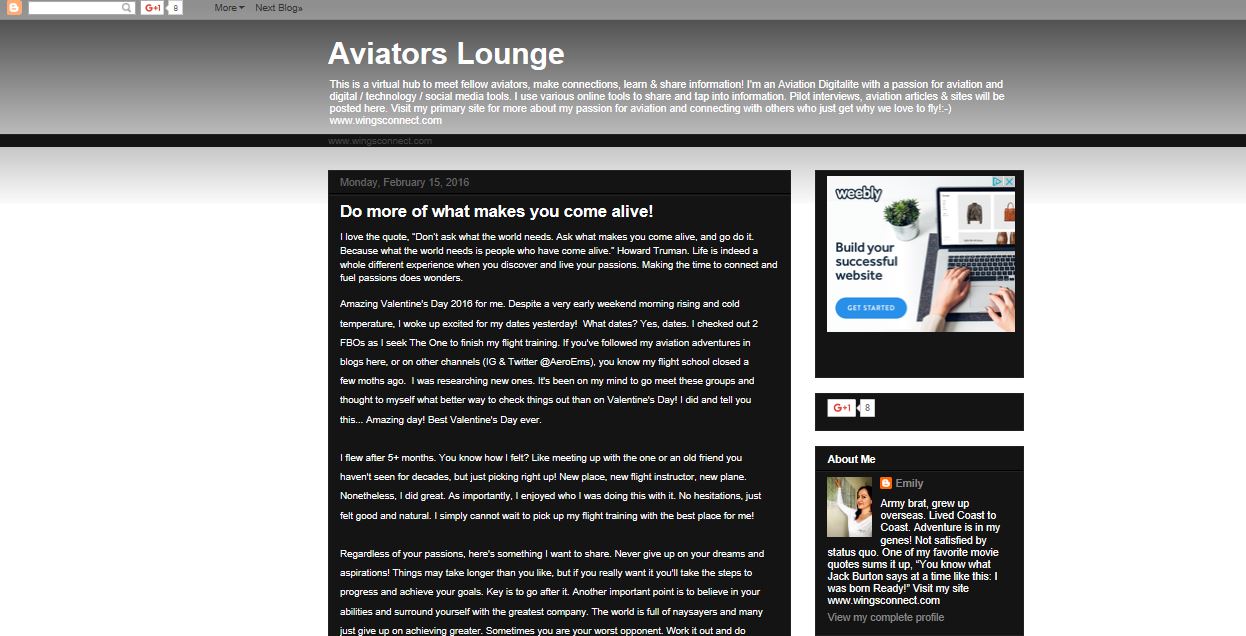 G+1 8 More Next Blog»
Aviators Lounge
This is a virtual hub to meet fellow aviators, make connections, learn & share information! I'm an Aviation Digitalite with a passion for aviation and
digital / technology / social media tools. I use various online tools to share and tap into information. Pilot interviews, aviation articles & sites will be
posted here. Visit my primary site for more about my passion for aviation and connecting with others who just get why we love to fly!:-)
www.wingsconnect.com
www.wingsconnect.com
Monday, February 15, 2016
Do more of what makes you come alive!
I love the quote, "Don't ask what the world needs. Ask what makes you come alive, and go do it.
Because what the world needs is people who have come alive." Howard Truman. Life is indeed a
whole different experience when you discover and live your passions. Making the time to connect and
fuel passions does wonders.
Amazing Valentine's Day 2016 for me. Despite a very early weekend morning rising and cold
temperature, I woke up excited for my dates yesterday!  What dates? Yes, dates. I checked out 2
FBOs as I seek The One to finish my flight training. If you've followed my aviation adventures in
blogs here, or on other channels (IG & Twitter @AeroEms), you know my flight school closed a
few moths ago.  I was researching new ones. It's been on my mind to go meet these groups and
thought to myself what better way to check things out than on Valentine's Day! I did and tell you
this... Amazing day! Best Valentine's Day ever.
I flew after 5+ months. You know how I felt? Like meeting up with the one or an old friend you
haven't seen for decades, but just picking right up! New place, new flight instructor, new plane.
Nonetheless, I did great. As importantly, I enjoyed who I was doing this with it. No hesitations, just
felt good and natural. I simply cannot wait to pick up my flight training with the best place for me!
Regardless of your passions, here's something I want to share. Never give up on your dreams and
aspirations! Things may take longer than you like, but if you really want it you'll take the steps to
progress and achieve your goals. Key is to go after it. Another important point is to believe in your
abilities and surround yourself with the greatest company. The world is full of naysayers and many
just give up on achieving greater. Sometimes you are your worst opponent. Work it out and do
weebly
Build your
successful
website
GET STARTED
G+1 8
About Me
Emily
Army brat, grew up
overseas. Lived Coast to
Coast. Adventure is in my
genes! Not satisfied by
status quo. One of my favorite movie
quotes sums it up, "You know what
Jack Burton says at a time like this: I
was born Ready!" Visit my site
www.wingsconnect.com
View my complete profile